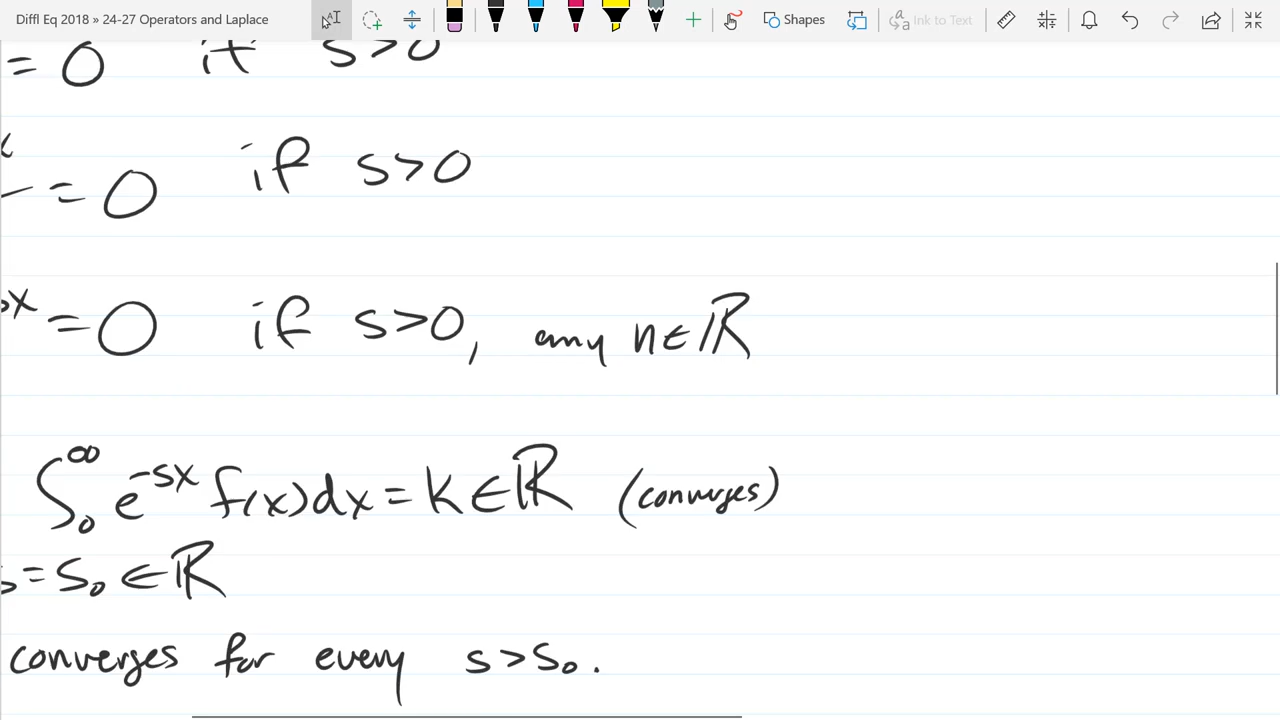 Diffl Eq 2018 » 24-27 Operators and Laplace
Shapes
Ink to Text
= 0 if s>0
= 0 if s>0
x = 0 if s>0, any n∈ℝ
∫₀^∞ e^{-sx} f(x)dx = k ∈ ℝ (converges)
= s₀ ∈ ℝ
converges for every s > s₀.